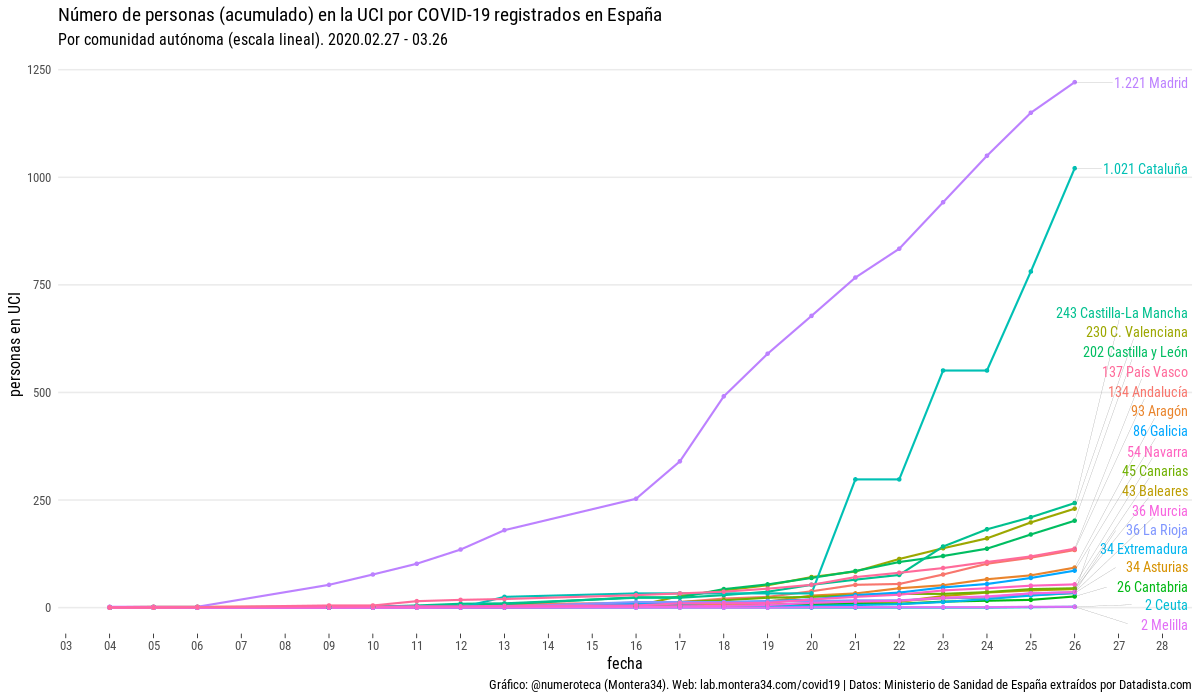 Número de personas (acumulado) en la UCI por COVID-19 registrados en España
Por comunidad autónoma (escala lineal). 2020.02.27 - 03.26
1250
1.221 Madrid
1000
1.021 Cataluña
750
personas en UCI
243 Castilla-La Mancha
230 C. Valenciana
202 Castilla y León
137 País Vasco
500
134 Andalucía
93 Aragón
86 Galicia
54 Navarra
45 Canarias
43 Baleares
250
36 Murcia
36 La Rioja
34 Extremadura
34 Asturias
26 Cantabria
0
2 Ceuta
2 Melilla
03 04 05 06 07 08 09 10 11 12 13 14 15 16 17 18 19 20 21 22 23 24 25 26 27 28
fecha
Gráfico: @numeroteca (Montera34). Web: lab.montera34.com/covid19 | Datos: Ministerio de Sanidad de España extraídos por Datadista.com